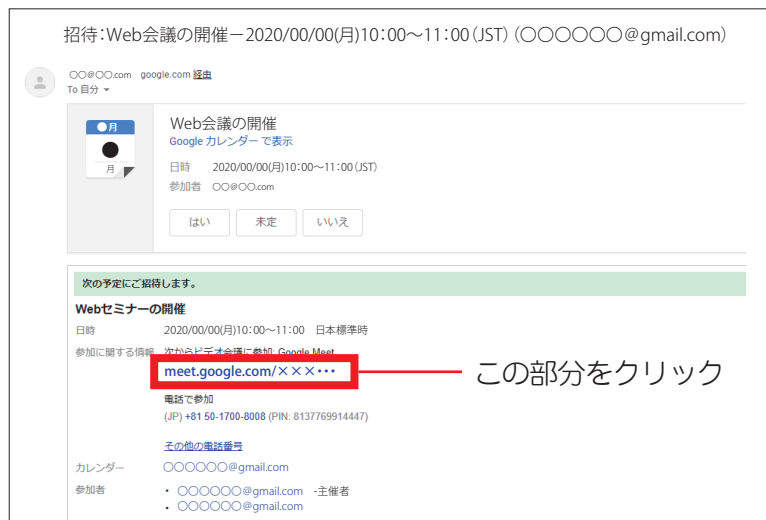 招待:Web会議の開催－2020/00/00(月)10:00～11:00(JST)(〇〇〇〇〇〇@gmail.com)
〇〇@〇〇.com google.com 経由
To 自分
●月
月
Web会議の開催
Google カレンダー で表示
日時 2020/00/00(月)10:00～11:00(JST)
参加者 〇〇@〇〇.com
はい 未定 いいえ
次の予定にご招待します。
Webセミナーの開催
日時 2020/00/00(月)10:00～11:00 日本標準時
参加に関する情報 次からビデオ会議に参加: Google Meet
meet.google.com/×××･･･
この部分をクリック
電話で参加
(JP) +81 50-1700-8008 (PIN: 8137769914447)
その他の電話番号
カレンダー 〇〇〇〇〇〇@gmail.com
参加者 ・ 〇〇〇〇〇〇@gmail.com -主催者
・ 〇〇〇〇〇〇@gmail.com